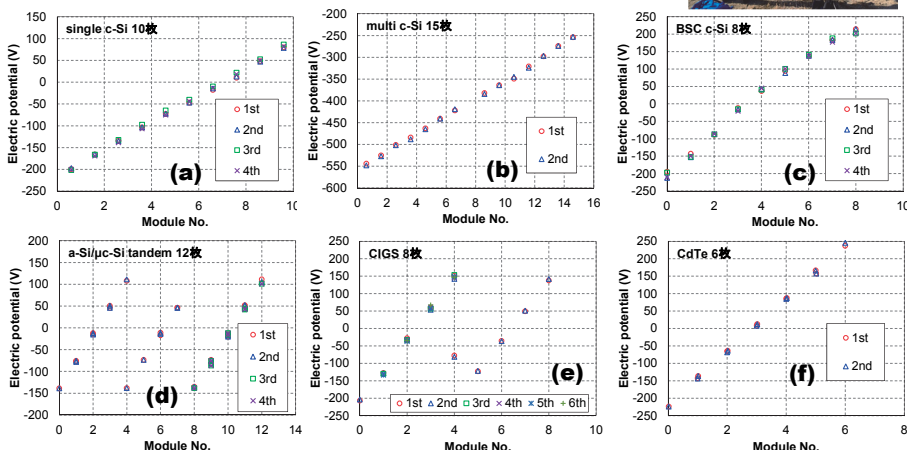 single c-Si 10枚
Electric potential (V)
100
50
0
-50
-100
-150
-200
-250
0 2 4 6 8 10
Module No.
1st
2nd
3rd
4th
(a)
multi c-Si 15枚
Electric potential (V)
-200
-250
-300
-350
-400
-450
-500
-550
-600
0 2 4 6 8 10 12 14 16
Module No.
1st
2nd
(b)
BSC c-Si 8枚
Electric potential (V)
250
200
150
100
50
0
-50
-100
-150
-200
-250
0 2 4 6 8 10
Module No.
1st
2nd
3rd
4th
(c)
a-Si/μc-Si tandem 12枚
Electric potential (V)
200
150
100
50
0
-50
-100
-150
-200
0 2 4 6 8 10 12 14
Module No.
1st
2nd
3rd
4th
(d)
CIGS 8枚
Electric potential (V)
250
200
150
100
50
0
-50
-100
-150
-200
-250
0 2 4 6 8 10
Module No.
1st 2nd 3rd 4th 5th 6th
(e)
CdTe 6枚
Electric potential (V)
250
200
150
100
50
0
-50
-100
-150
-200
-250
0 2 4 6 8
Module No.
1st
2nd
(f)